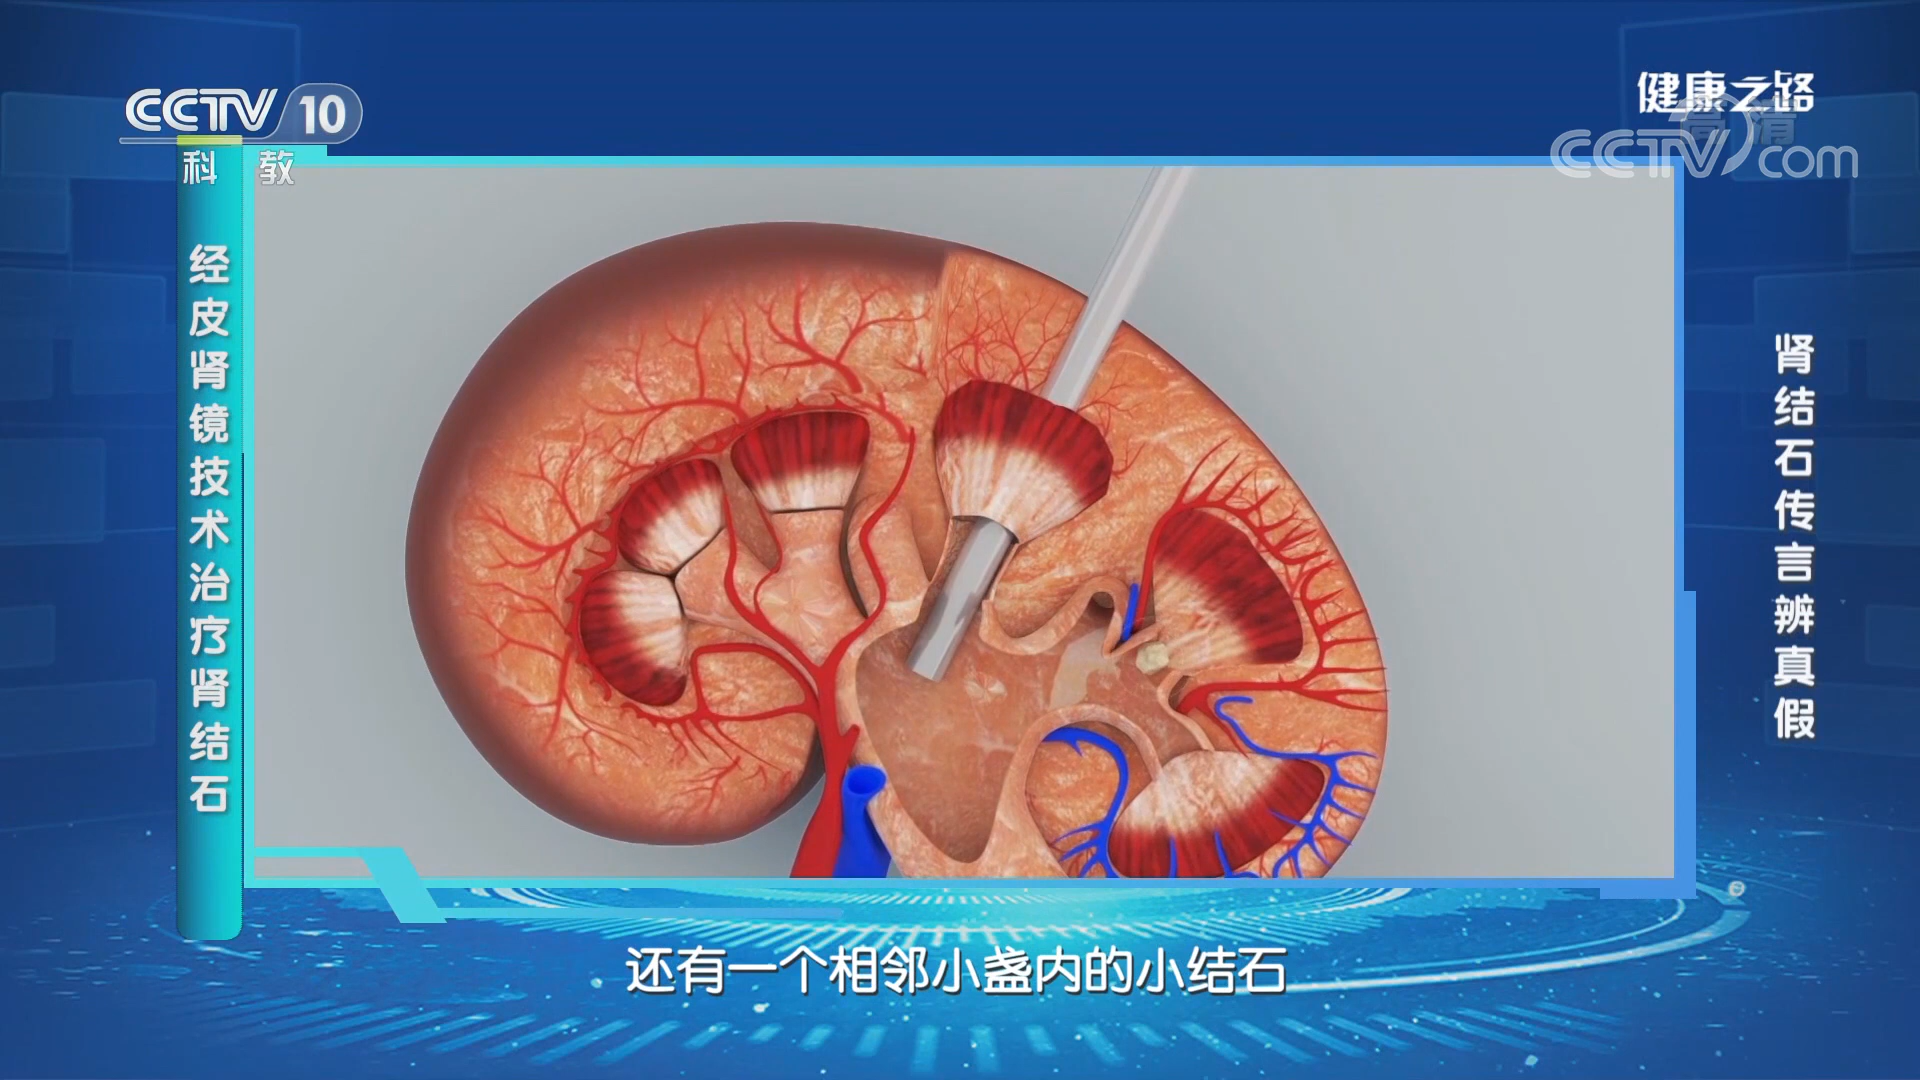 CCTV 10
科 教
健康之路
高清
CCTV.com
经皮肾镜技术治疗肾结石
肾结石传言辨真假
还有一个相邻小盏内的小结石